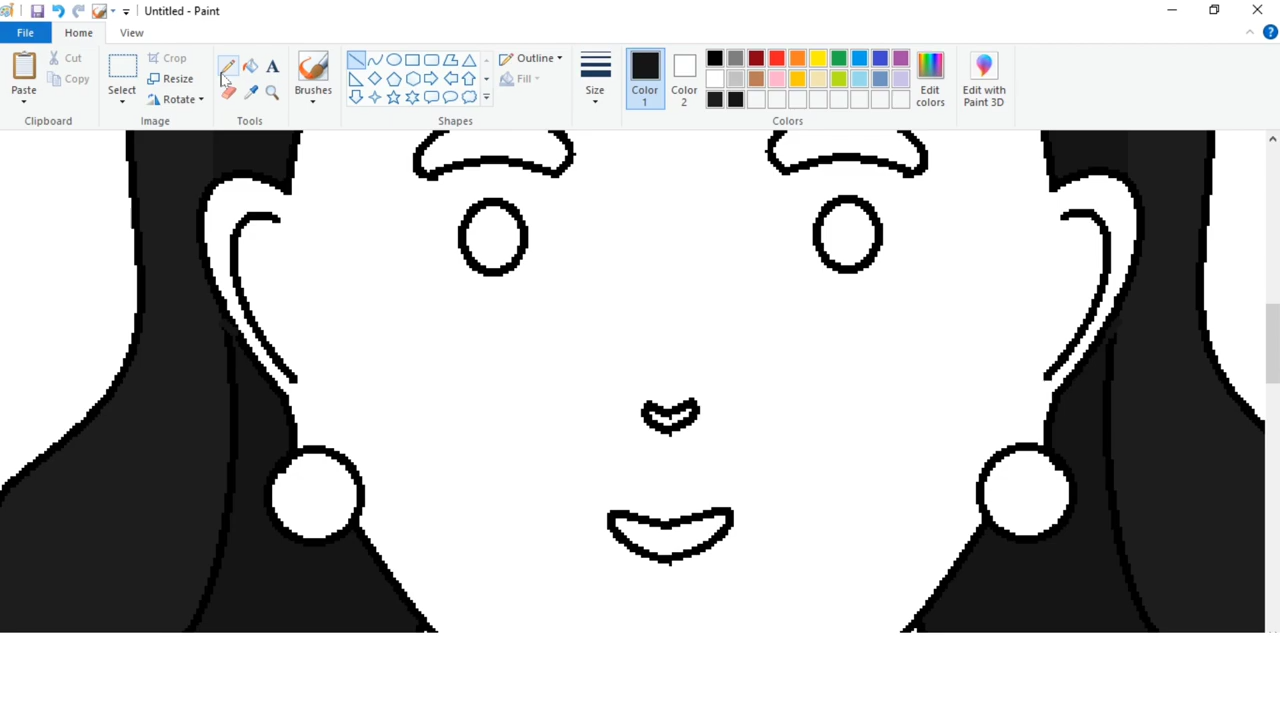 Untitled - Paint
File Home View
Paste
Cut
Copy
Clipboard
Select
Crop
Resize
Rotate
Image
A
Tools
Brushes
Outline
Fill
Shapes
Size
Color 1
Color 2
Edit colors
Colors
Edit with Paint 3D